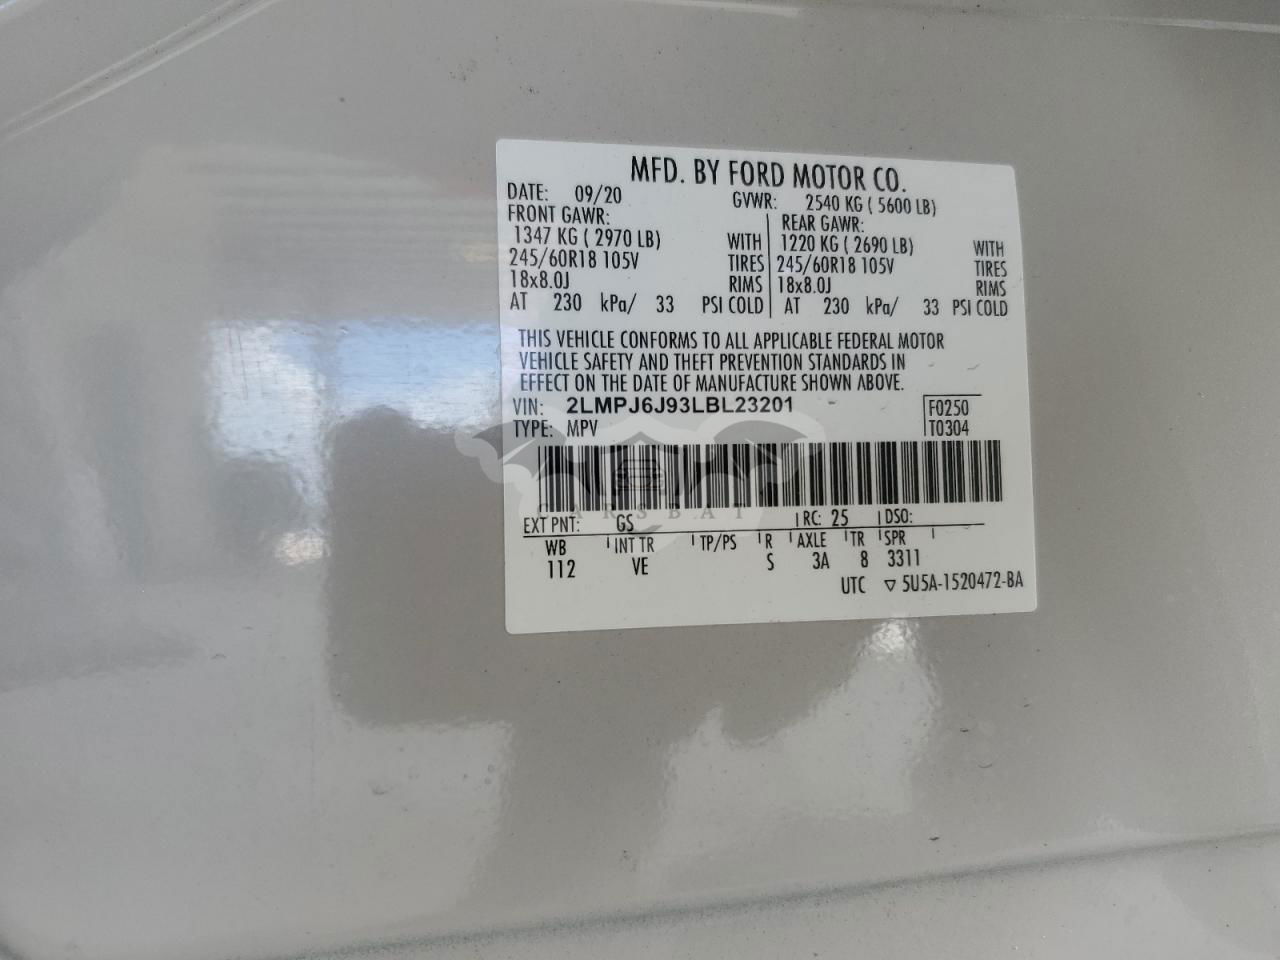 MFD. BY FORD MOTOR CO.
DATE: 09/20 GVWR: 2540 KG ( 5600 LB)
FRONT GAWR: REAR GAWR:
1347 KG ( 2970 LB) WITH 1220 KG ( 2690 LB) WITH
245/60R18 105V TIRES 245/60R18 105V TIRES
18x8.0J RIMS 18x8.0J RIMS
AT 230 kPa/ 33 PSI COLD AT 230 kPa/ 33 PSI COLD
THIS VEHICLE CONFORMS TO ALL APPLICABLE FEDERAL MOTOR
VEHICLE SAFETY AND THEFT PREVENTION STANDARDS IN
EFFECT ON THE DATE OF MANUFACTURE SHOWN ABOVE.
VIN: 2LMPJ6J93LBL23201 F0250
TYPE: MPV T0304
CARSBAT
EXT PNT: GS RC: 25 DSO:
WB INT TR TP/PS R AXLE TR SPR
112 VE S 3A 8 3311
UTC ▽ 5U5A-1520472-BA